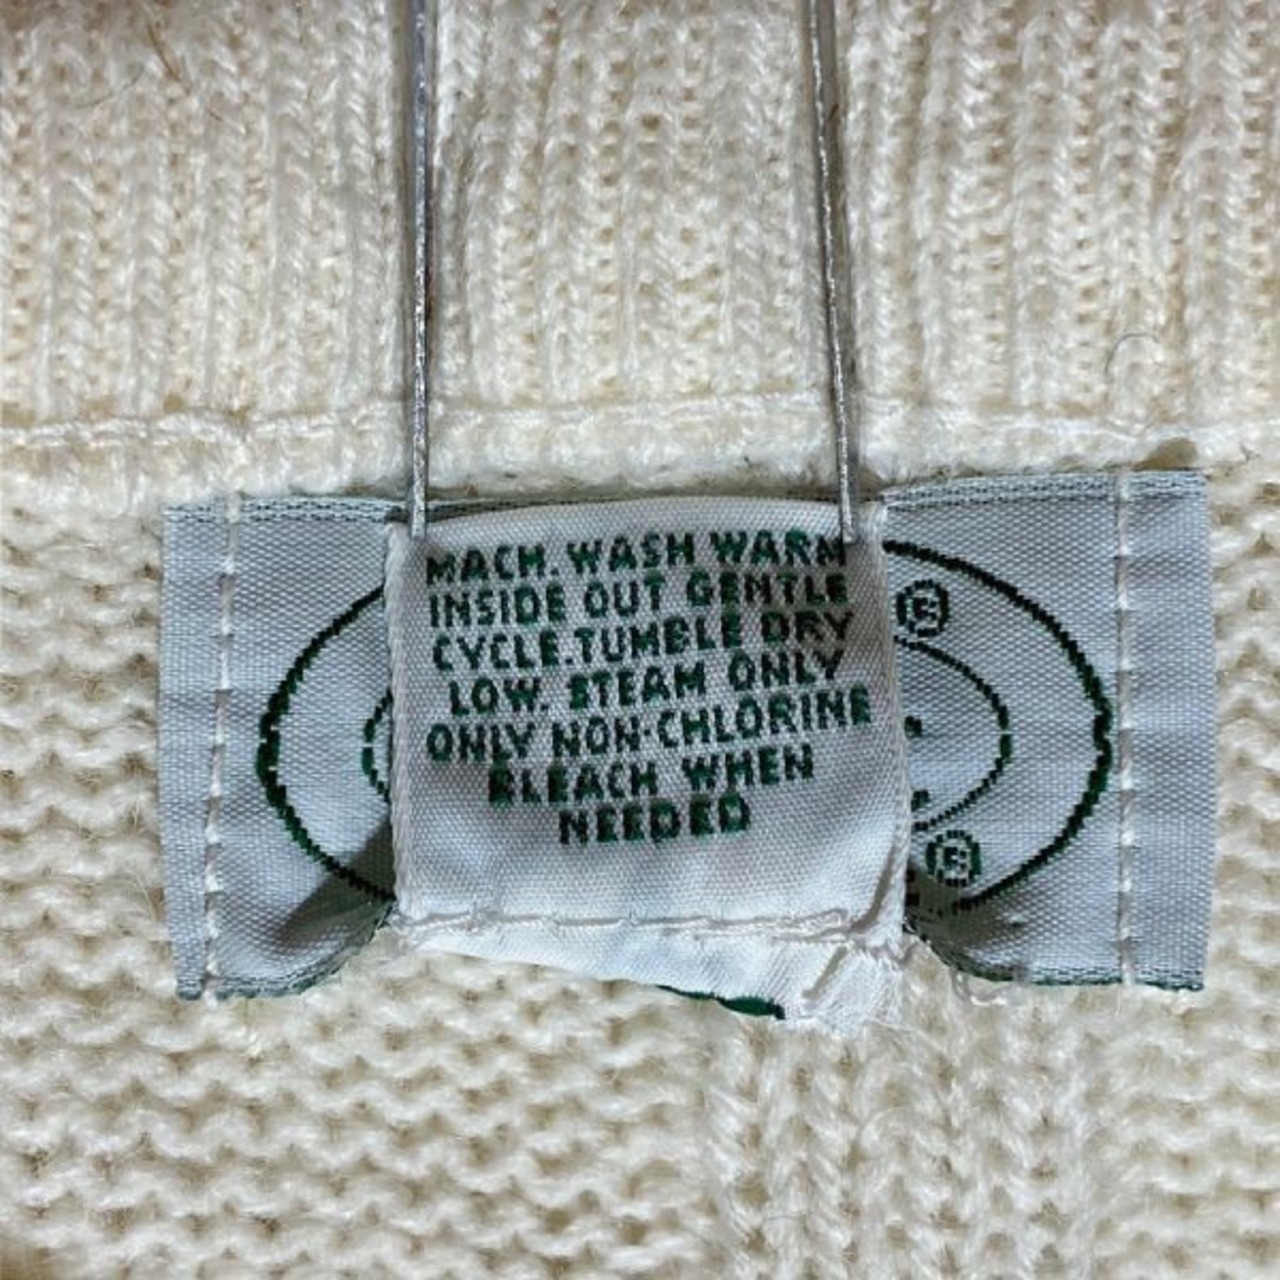 MACH. WASH WARM
INSIDE OUT GENTLE
CYCLE. TUMBLE DRY
LOW. STEAM ONLY
ONLY NON-CHLORINE
BLEACH WHEN
NEEDED
®
®